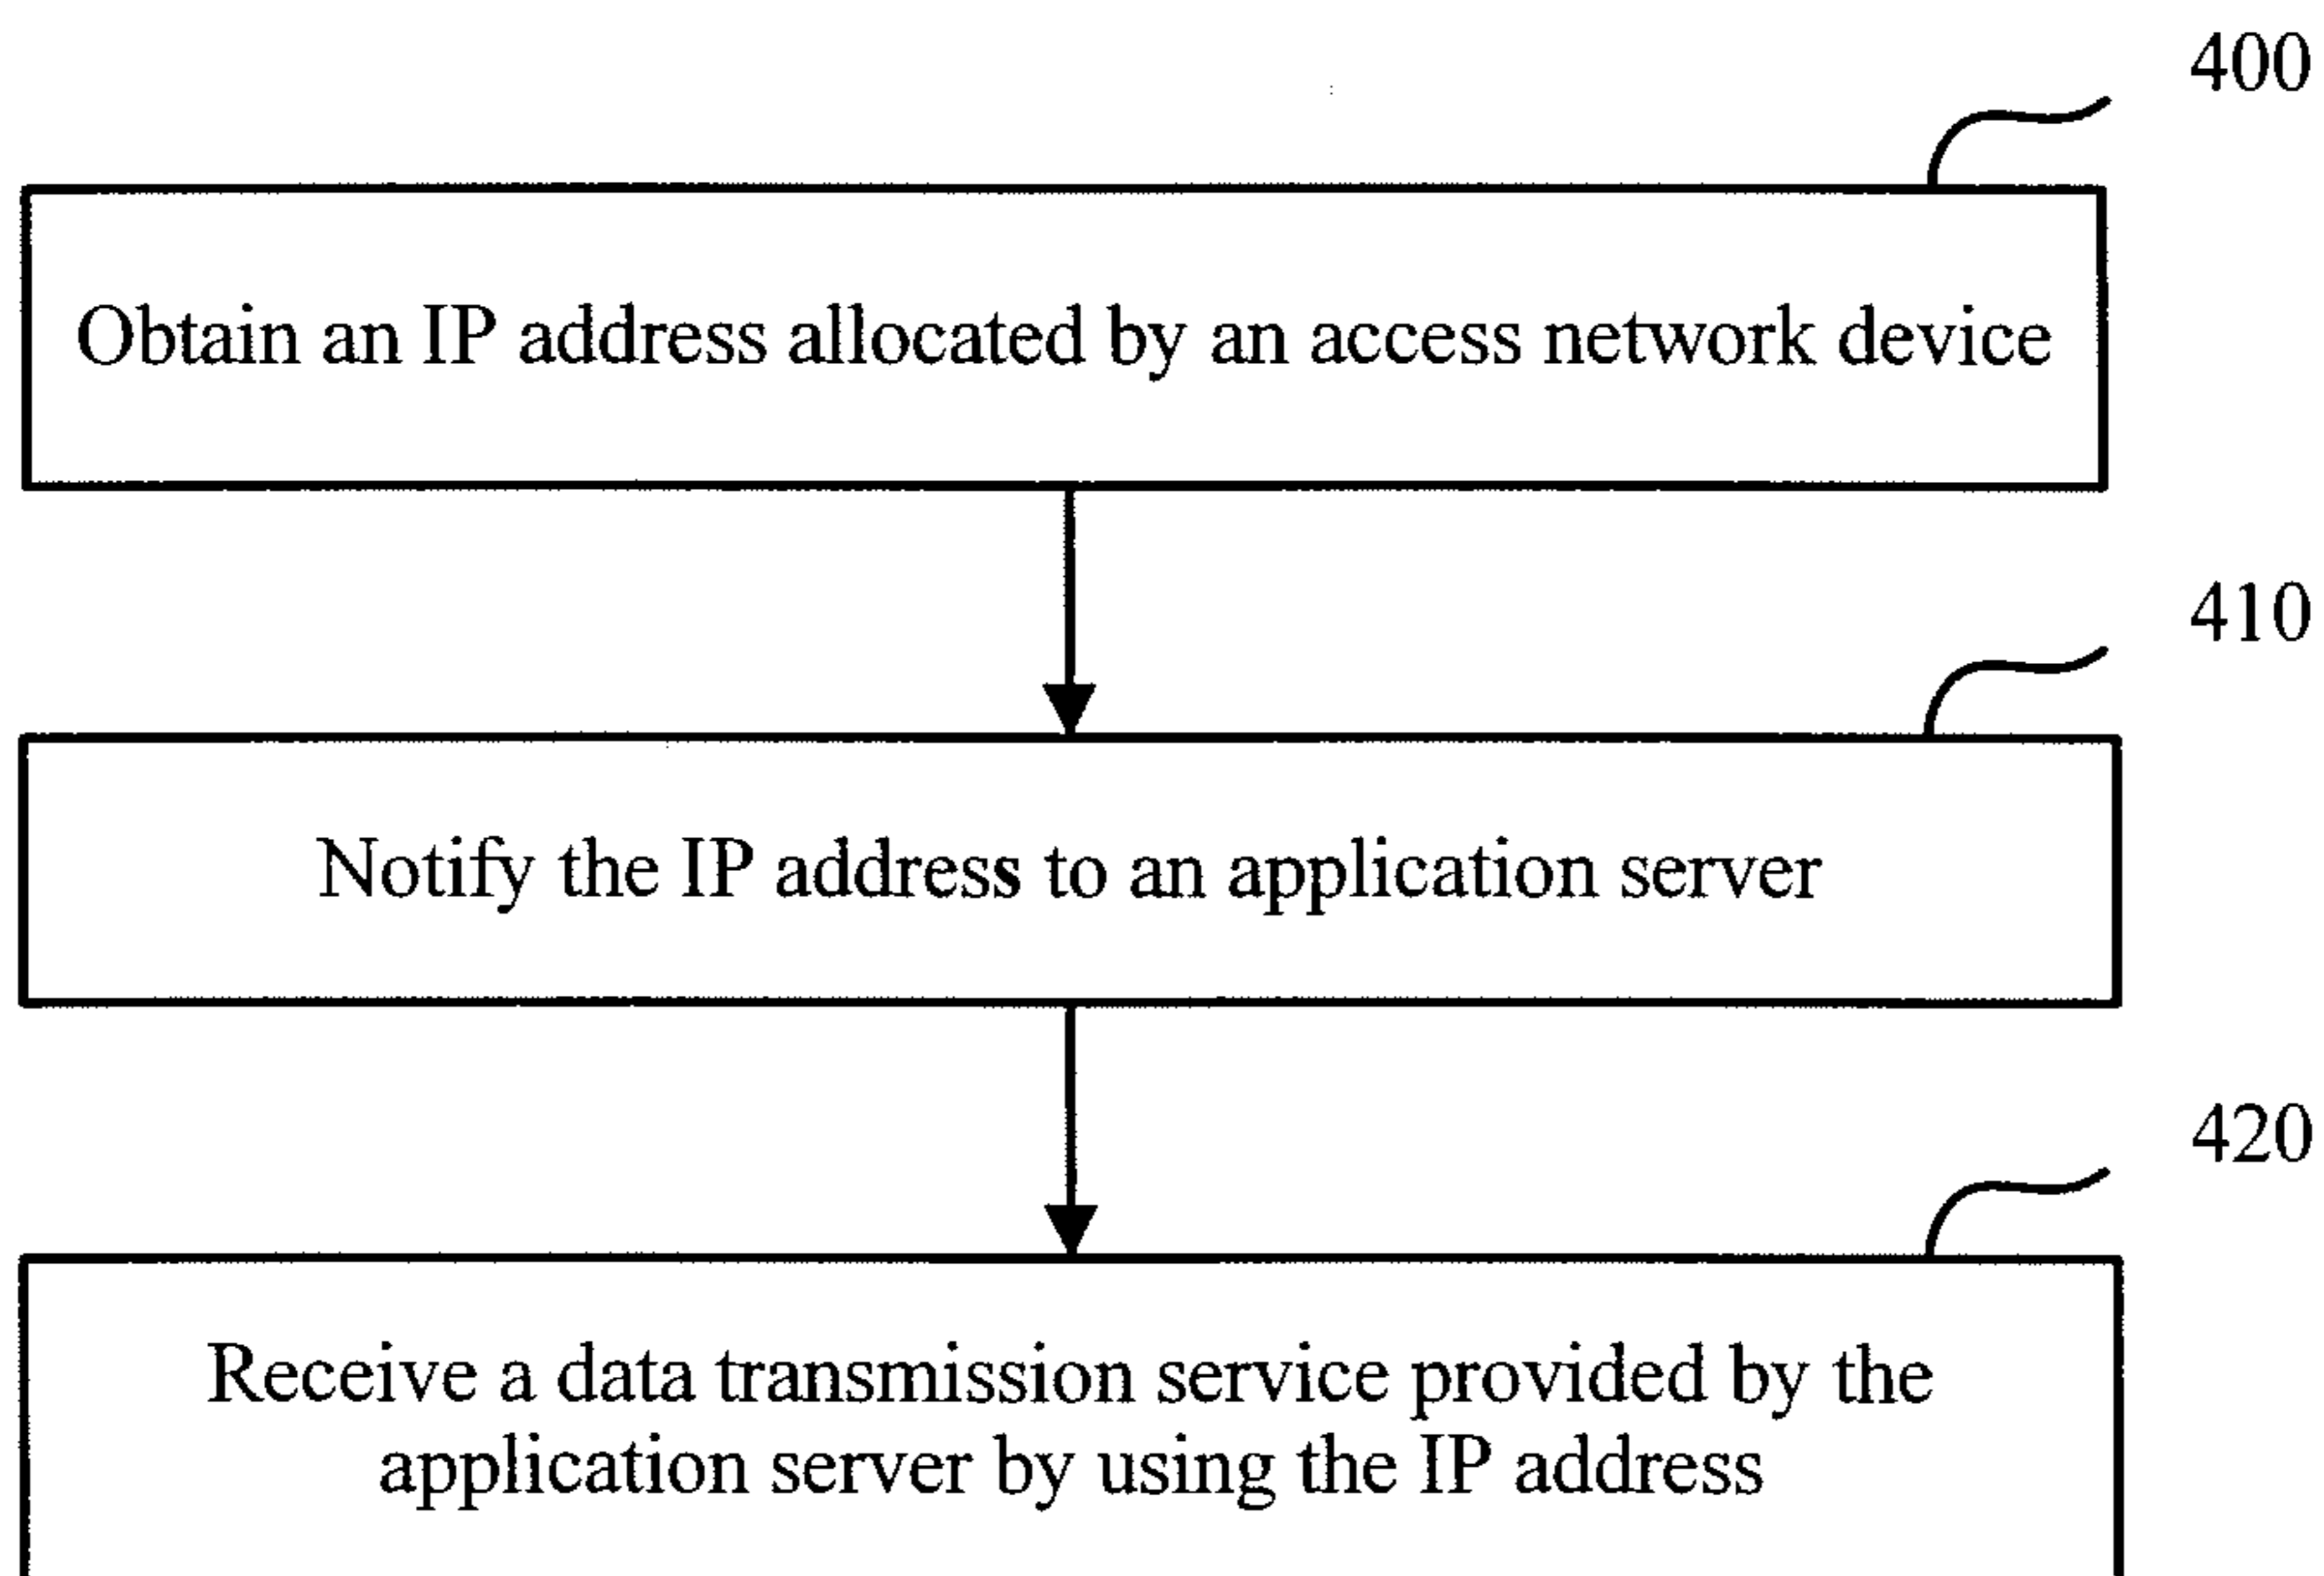 400
Obtain an IP address allocated by an access network device
410
Notify the IP address to an application server
420
Receive a data transmission service provided by the
application server by using the IP address